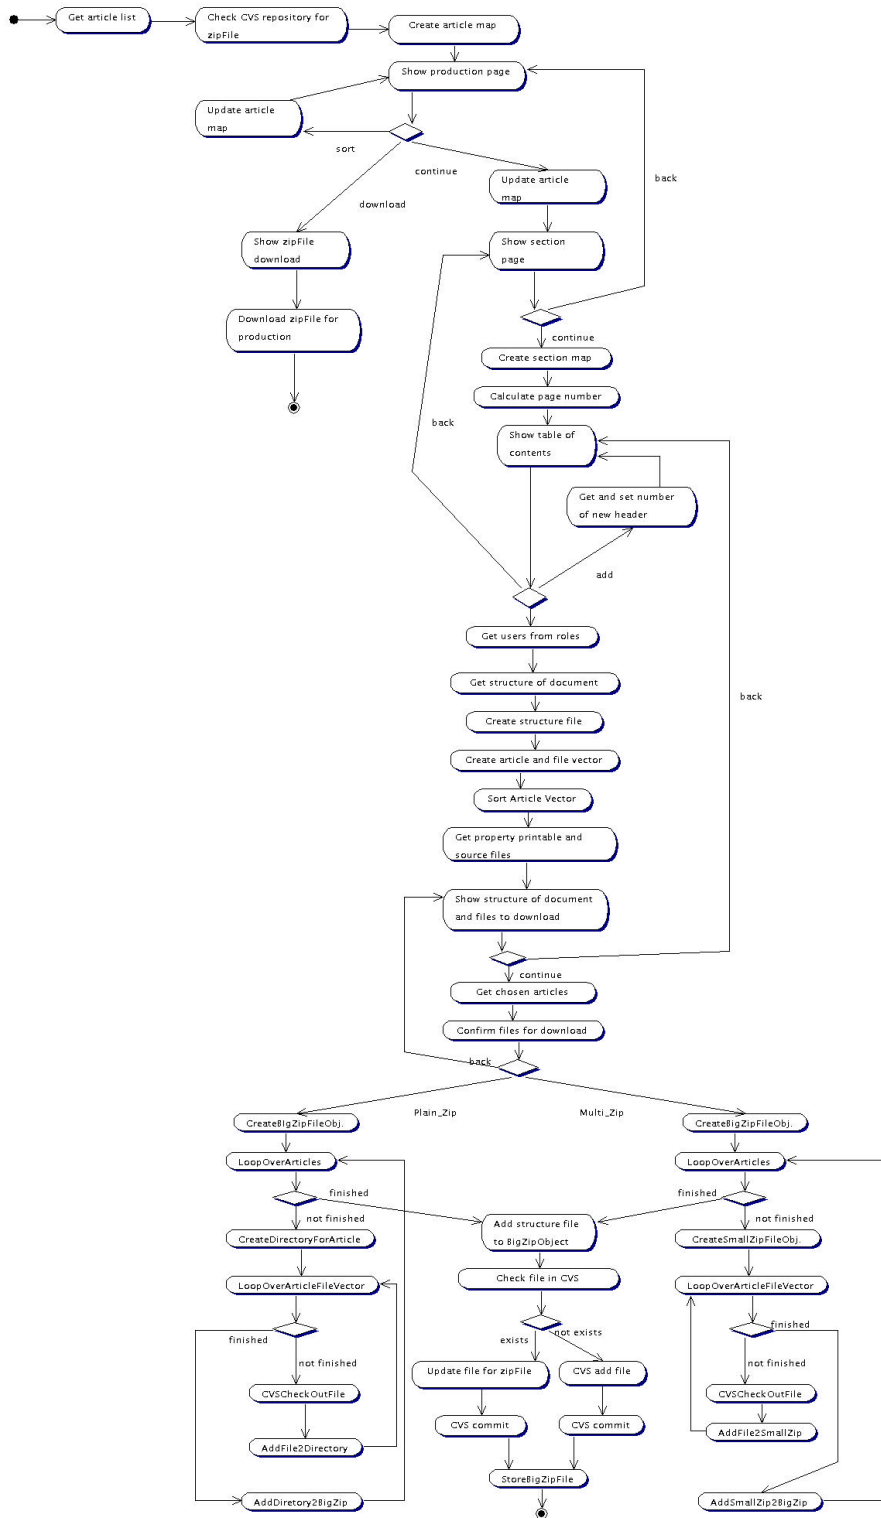 Get article list
Check CVS repository for
zipFile
Create article map
Show production page
Update article
map
sort
continue
download
back
Update article
map
Show zipFile
download
Show section
page
Download zipFile for
production
continue
Create section map
Calculate page number
back
Show table of
contents
Get and set number
of new header
add
Get users from roles
Get structure of document
back
Create structure file
Create article and file vector
Sort Article Vector
Get property printable and
source files
Show structure of document
and files to download
continue
Get chosen articles
Confirm files for download
back
Plain_Zip
Multi_Zip
CreateBigZipFileObj.
CreateBigZipFileObj.
LoopOverArticles
LoopOverArticles
finished
finished
not finished
not finished
Add structure file
to BigZipObject
CreateDirectoryForArticle
CreateSmallZipFileObj.
Check file in CVS
LoopOverArticleFileVector
LoopOverArticleFileVector
finished
exists
not exists
finished
not finished
not finished
Update file for zipFile
CVS add file
CVSCheckOutFile
CVSCheckOutFile
CVS commit
CVS commit
AddFile2Directory
AddFile2SmallZip
StoreBigZipFile
AddDiretory2BigZip
AddSmallZip2BigZip